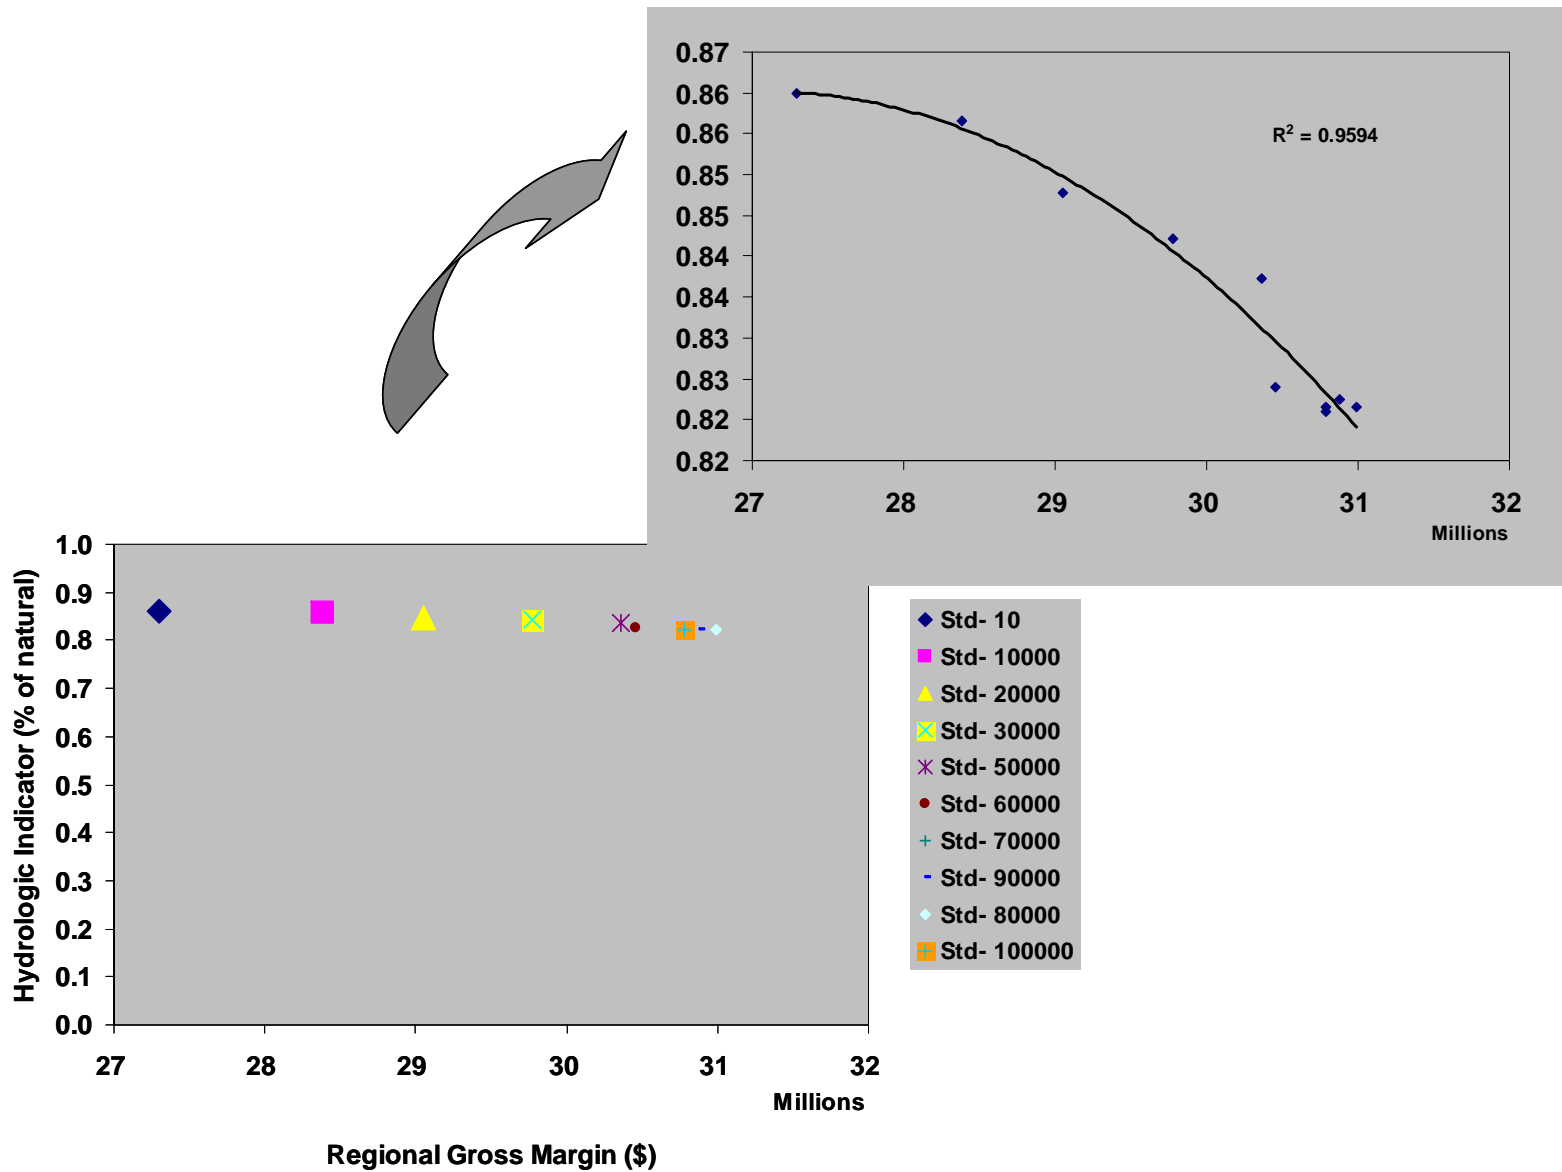 0.87
0.86
0.86
0.85
0.85
0.84
0.84
0.83
0.83
0.82
0.82
R² = 0.9594
27 28 29 30 31 32
Millions
Hydrologic Indicator (% of natural)
1.0
0.9
0.8
0.7
0.6
0.5
0.4
0.3
0.2
0.1
0.0
27 28 29 30 31 32
Millions
Regional Gross Margin ($)
Std- 10
Std- 10000
Std- 20000
Std- 30000
Std- 50000
Std- 60000
Std- 70000
Std- 90000
Std- 80000
Std- 100000